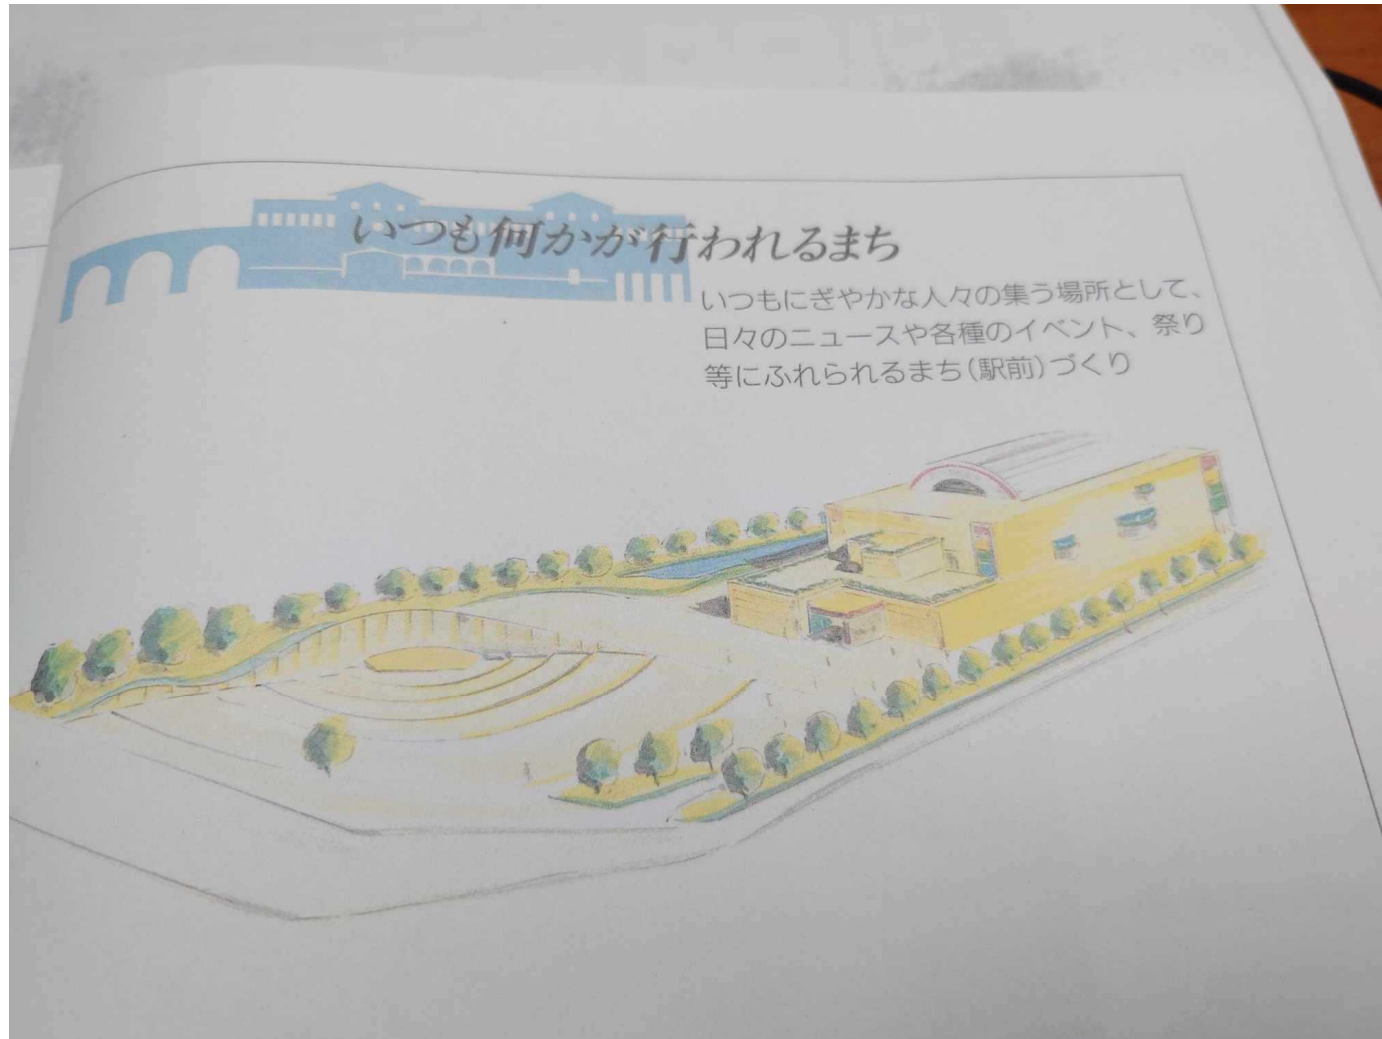 いつも何かが行われるまち
いつもにぎやかな人々の集う場所として、
日々のニュースや各種のイベント、祭り
等にふれられるまち(駅前)づくり